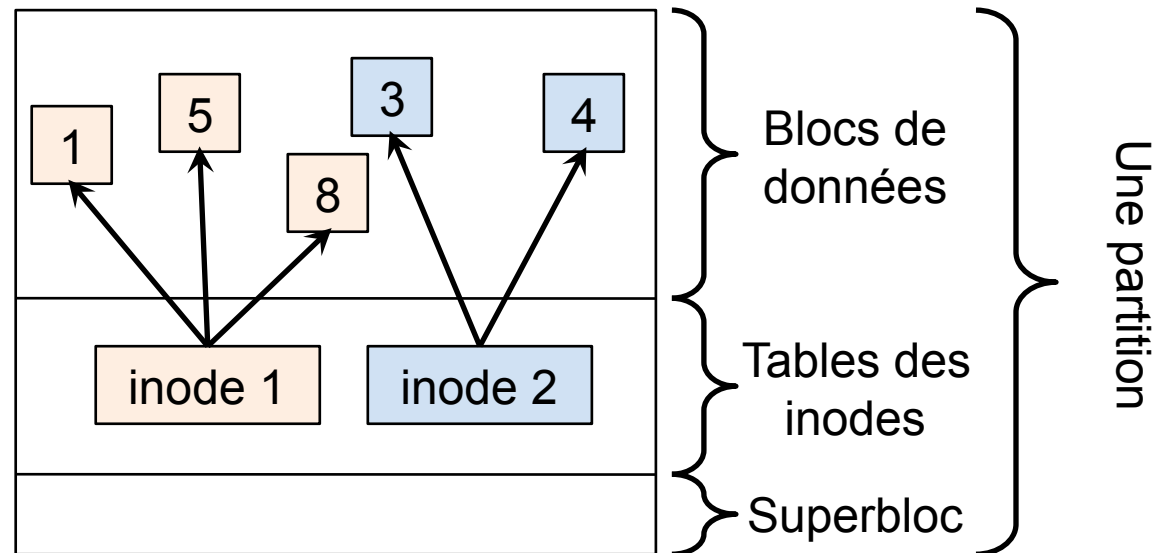 1
5
3
4
8
Blocs de
données
Une partition
inode 1
inode 2
Tables des
inodes
Superbloc